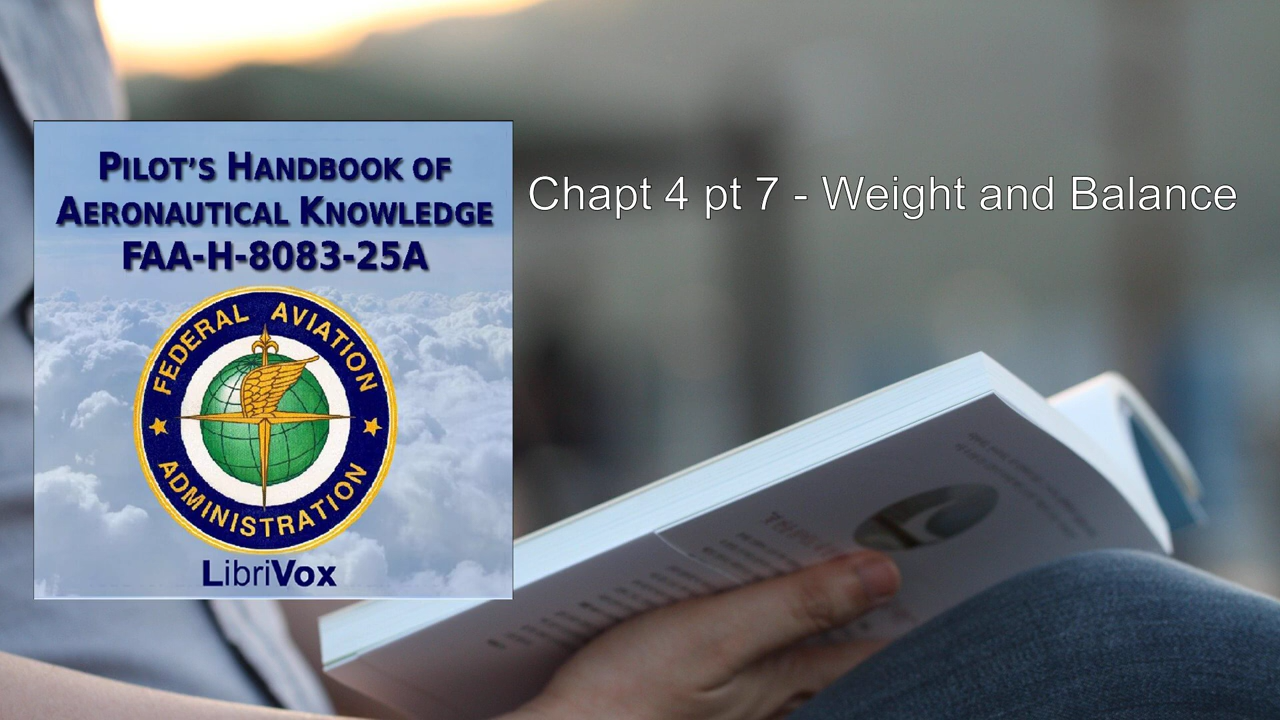 PILOT'S HANDBOOK OF
AERONAUTICAL KNOWLEDGE
FAA-H-8083-25A
FEDERAL AVIATION
ADMINISTRATION
LibriVox
Chapt 4 pt 7 - Weight and Balance